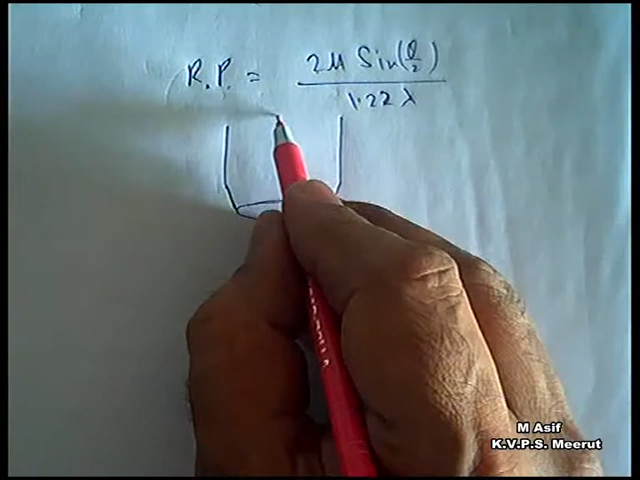 R.P. = 2μ Sin(θ/2) / 1.22 λ
M Asif
K.V.P.S. Meerut